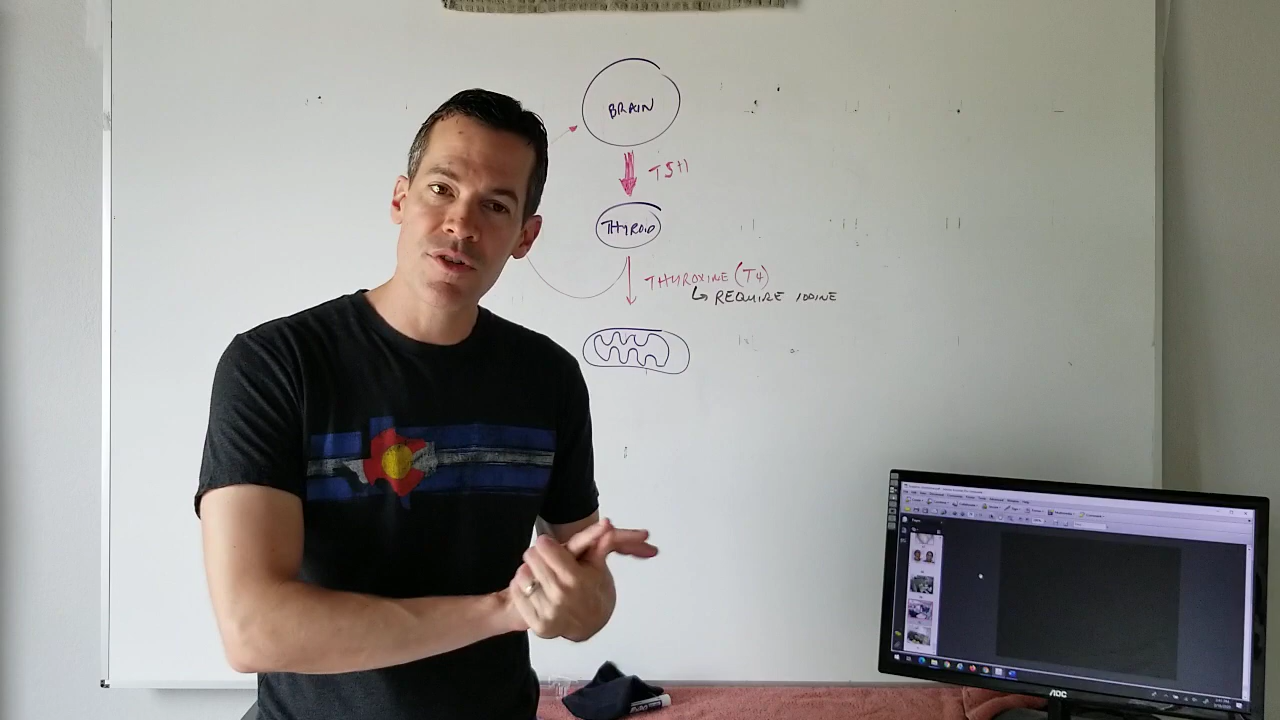 BRAIN
TSH
THYROID
THYROXINE (T4)
↳ REQUIRE IODINE
AOC